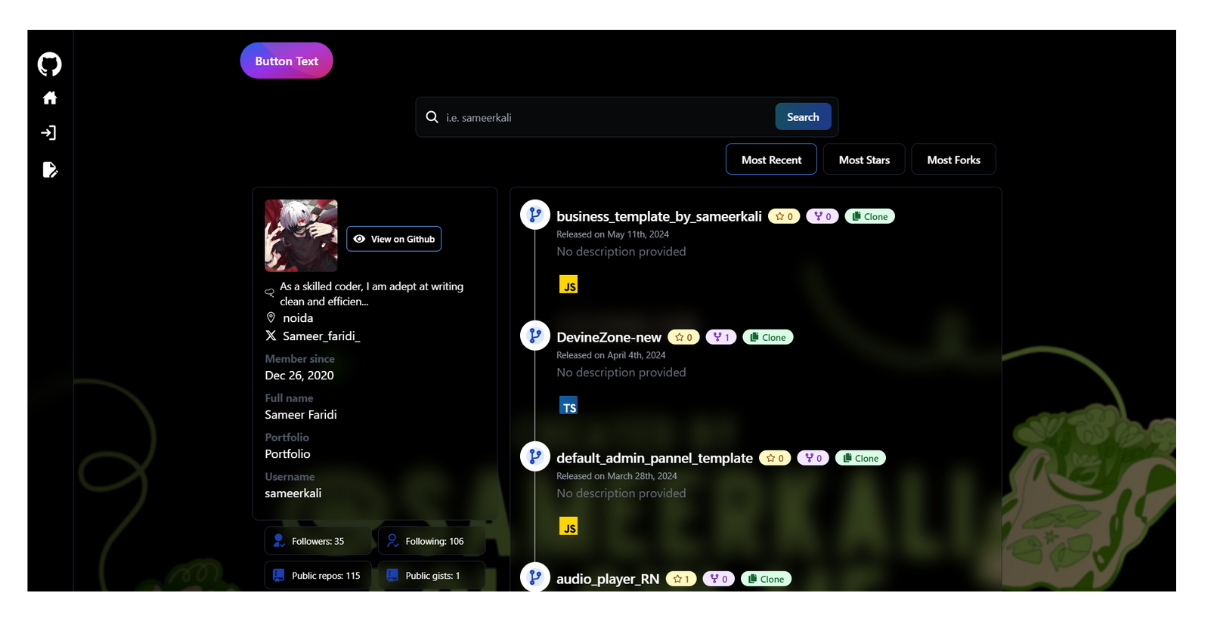 Button Text
i.e. sameerkali
Search
Most Recent
Most Stars
Most Forks
View on Github
As a skilled coder, I am adept at writing
clean and efficien...
noida
Sameer_faridi_
Member since
Dec 26, 2020
Full name
Sameer Faridi
Portfolio
Portfolio
Username
sameerkali
Followers: 35
Following: 106
Public repos: 115
Public gists: 1
business_template_by_sameerkali 0 0 Clone
Released on May 11th, 2024
No description provided
JS
DevineZone-new 0 1 Clone
Released on April 4th, 2024
No description provided
TS
default_admin_pannel_template 0 0 Clone
Released on March 28th, 2024
No description provided
JS
audio_player_RN 1 0 Clone
CREATED BY
@SAMEERKALI